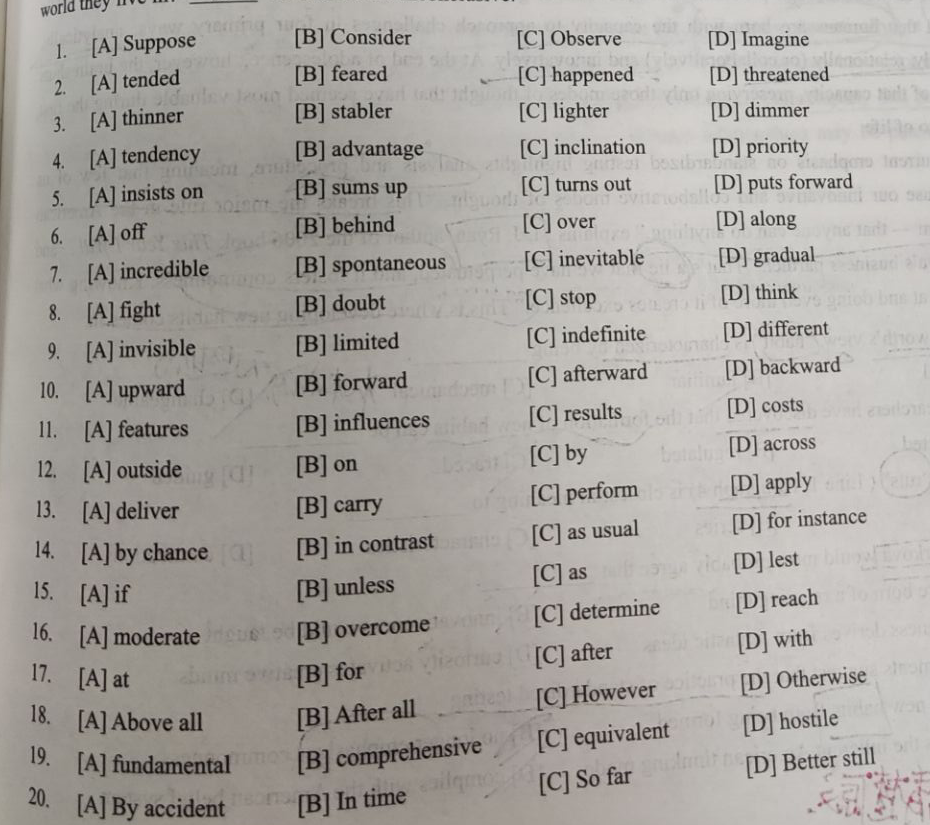 world they live in.
1. [A] Suppose [B] Consider [C] Observe [D] Imagine
2. [A] tended [B] feared [C] happened [D] threatened
3. [A] thinner [B] stabler [C] lighter [D] dimmer
4. [A] tendency [B] advantage [C] inclination [D] priority
5. [A] insists on [B] sums up [C] turns out [D] puts forward
6. [A] off [B] behind [C] over [D] along
7. [A] incredible [B] spontaneous [C] inevitable [D] gradual
8. [A] fight [B] doubt [C] stop [D] think
9. [A] invisible [B] limited [C] indefinite [D] different
10. [A] upward [B] forward [C] afterward [D] backward
11. [A] features [B] influences [C] results [D] costs
12. [A] outside [B] on [C] by [D] across
13. [A] deliver [B] carry [C] perform [D] apply
14. [A] by chance [B] in contrast [C] as usual [D] for instance
15. [A] if [B] unless [C] as [D] lest
16. [A] moderate [B] overcome [C] determine [D] reach
17. [A] at [B] for [C] after [D] with
18. [A] Above all [B] After all [C] However [D] Otherwise
19. [A] fundamental [B] comprehensive [C] equivalent [D] hostile
20. [A] By accident [B] In time [C] So far [D] Better still